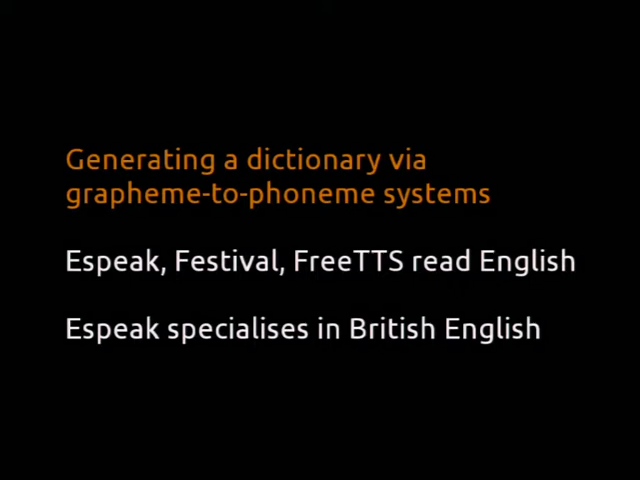 Generating a dictionary via
grapheme-to-phoneme systems
Espeak, Festival, FreeTTS read English
Espeak specialises in British English